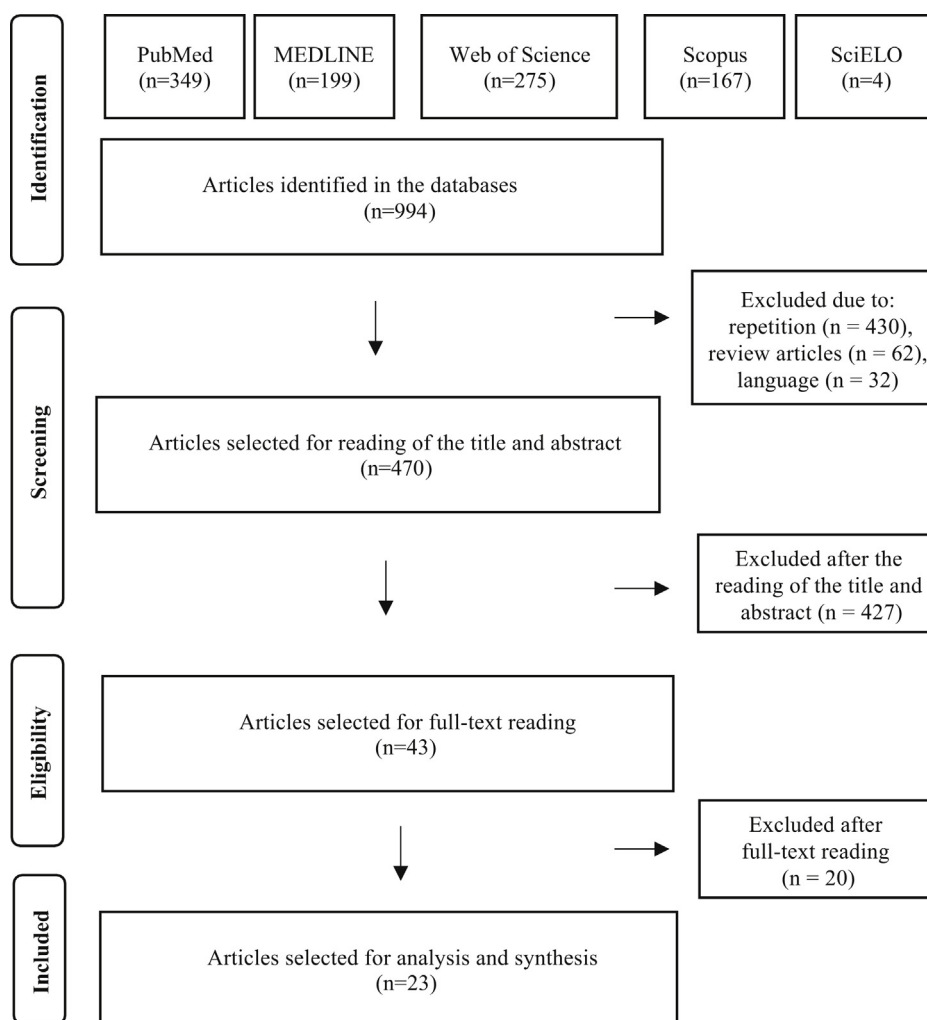 Identification
PubMed
(n=349)
MEDLINE
(n=199)
Web of Science
(n=275)
Scopus
(n=167)
SciELO
(n=4)
Articles identified in the databases
(n=994)
Excluded due to:
repetition (n = 430),
review articles (n = 62),
language (n = 32)
Screening
Articles selected for reading of the title and abstract
(n=470)
Excluded after the
reading of the title and
abstract (n = 427)
Eligibility
Articles selected for full-text reading
(n=43)
Excluded after
full-text reading
(n = 20)
Included
Articles selected for analysis and synthesis
(n=23)